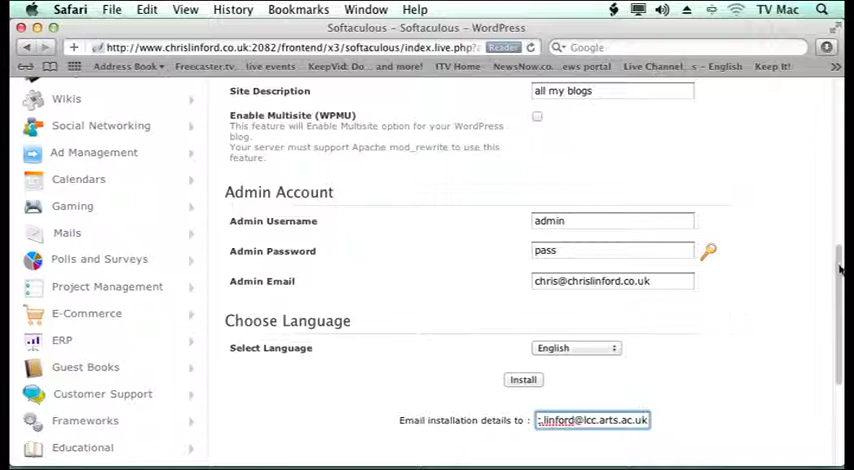 Safari File Edit View History Bookmarks Window Help TV Mac
Softaculous - Softaculous - WordPress
http://www.chrislinford.co.uk:2082/frontend/x3/softaculous/index.live.php? Reader Google
Address Book Freecaster.tv live events KeepVid: Do... and more! ITV Home NewsNow.co...ews portal Live Channel...s - English Keep It!
Wikis
Social Networking
Ad Management
Calendars
Gaming
Mails
Polls and Surveys
Project Management
E-Commerce
ERP
Guest Books
Customer Support
Frameworks
Educational
Site Description all my blogs
Enable Multisite (WPMU)
This feature will Enable Multisite option for your WordPress
blog.
Your server must support Apache mod_rewrite to use this
feature.
Admin Account
Admin Username admin
Admin Password pass
Admin Email chris@chrislinford.co.uk
Choose Language
Select Language English
Install
Email installation details to : .linford@lcc.arts.ac.uk